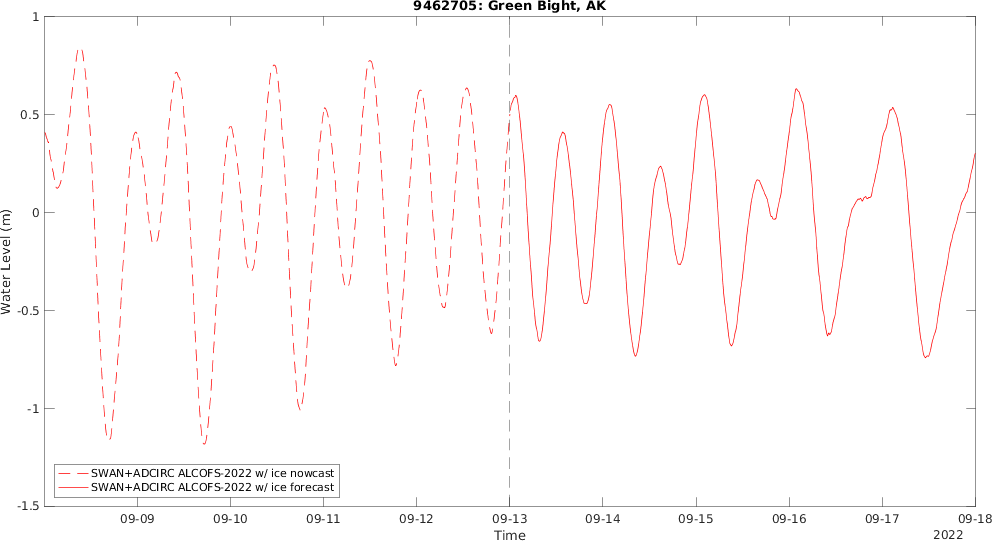 9462705: Green Bight, AK
Water Level (m)
1
0.5
0
-0.5
-1
-1.5
SWAN+ADCIRC ALCOFS-2022 w/ ice nowcast
SWAN+ADCIRC ALCOFS-2022 w/ ice forecast
09-09 09-10 09-11 09-12 09-13 09-14 09-15 09-16 09-17 09-18
Time
2022